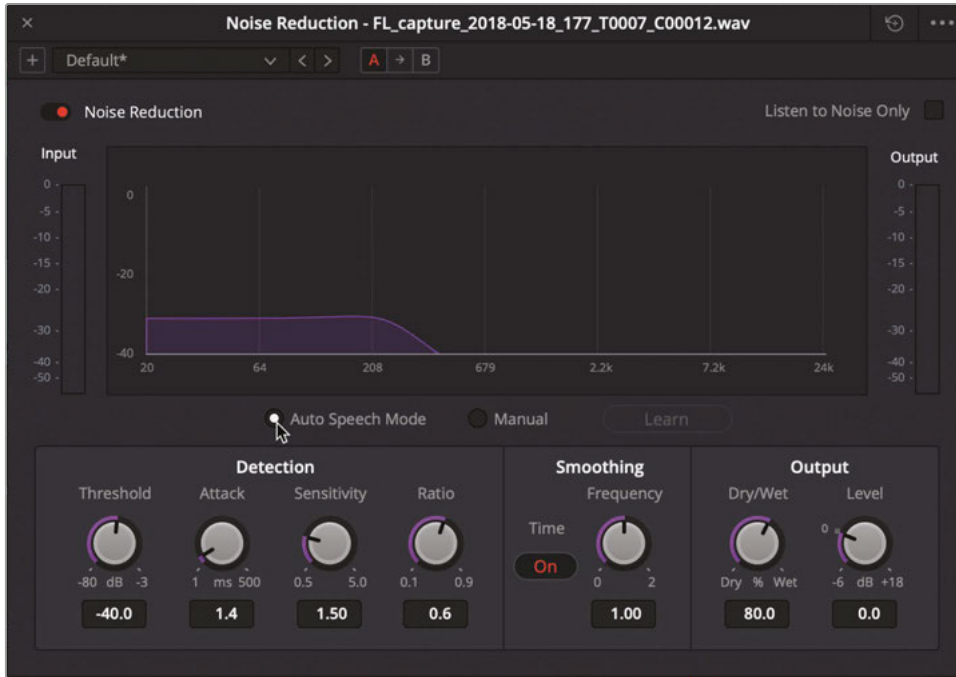 Noise Reduction - FL_capture_2018-05-18_177_T0007_C00012.wav
Default*
A B
Noise Reduction
Listen to Noise Only
Input
Output
0
-5
-10
-15
-20
-30
-40
-50
0
-20
-40
20 64 208 679 2.2k 7.2k 24k
0
-5
-10
-15
-20
-30
-40
-50
Auto Speech Mode Manual Learn
Detection
Threshold Attack Sensitivity Ratio
-80 dB -3 1 ms 500 0.5 5.0 0.1 0.9
-40.0 1.4 1.50 0.6
Smoothing
Frequency
Time
On
0 2
1.00
Output
Dry/Wet Level
0
Dry % Wet -6 dB +18
80.0 0.0